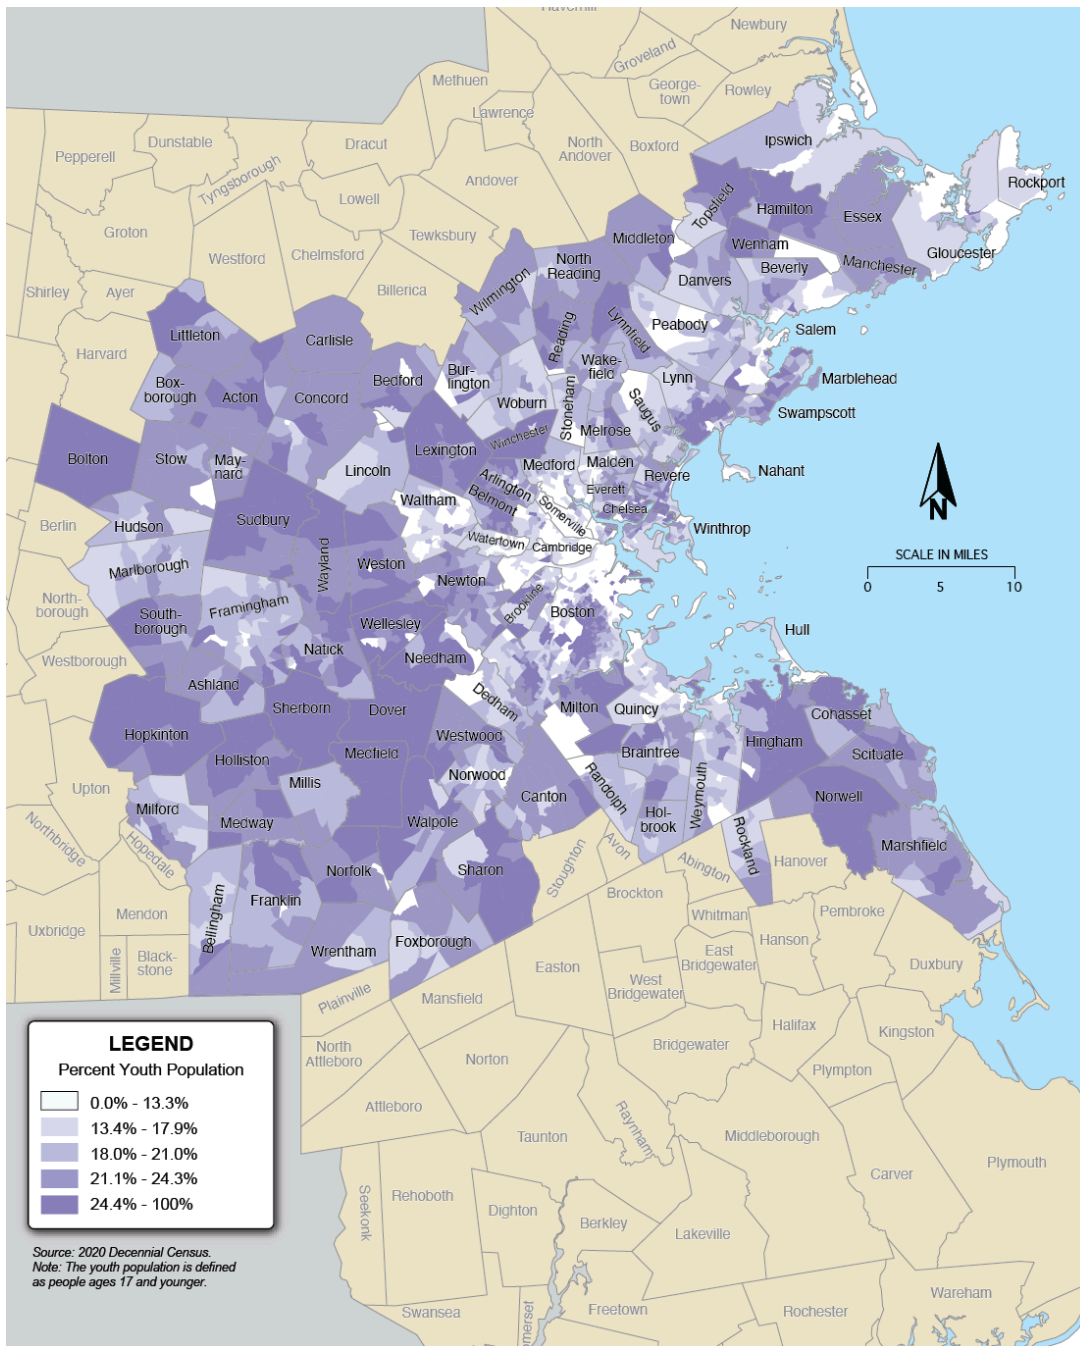 Haverhill
Newbury
Groveland
Methuen
George-
town
Rowley
Lawrence
Dunstable
Dracut
North
Andover
Boxford
Ipswich
Pepperell
Tyngsborough
Andover
Rockport
Lowell
Topsfield
Hamilton
Essex
Groton
Tewksbury
Middleton
Westford
Chelmsford
Wenham
Gloucester
North
Reading
Beverly
Manchester
Danvers
Shirley
Ayer
Billerica
Wilmington
Littleton
Carlisle
Reading
Lynnfield
Peabody
Salem
Harvard
Bedford
Bur-
lington
Wake-
field
Lynn
Marblehead
Box-
borough
Acton
Concord
Woburn
Stoneham
Saugus
Swampscott
Bolton
Stow
May-
nard
Lincoln
Lexington
Winchester
Melrose
Medford
Malden
Revere
Nahant
Arlington
Belmont
Everett
Chelsea
Waltham
Somerville
Winthrop
Berlin
Hudson
Sudbury
Watertown
Cambridge
N
SCALE IN MILES
0
5
10
Marlborough
Wayland
Weston
Newton
North-
borough
South-
borough
Framingham
Brookline
Boston
Wellesley
Hull
Westborough
Natick
Needham
Ashland
Dedham
Sherborn
Dover
Milton
Quincy
Cohasset
Hopkinton
Westwood
Hingham
Scituate
Holliston
Medfield
Braintree
Upton
Millis
Norwood
Canton
Randolph
Weymouth
Norwell
Milford
Medway
Walpole
Hol-
brook
Rockland
Marshfield
Northbridge
Hopedale
Norfolk
Sharon
Stoughton
Avon
Abington
Hanover
Franklin
Brockton
Mendon
Bellingham
Whitman
Pembroke
Uxbridge
Millville
Black-
stone
Wrentham
Foxborough
Hanson
East
Bridgewater
Duxbury
Easton
West
Bridgewater
Plainville
Mansfield
Halifax
Kingston
North
Attleboro
Norton
Bridgewater
Plympton
Attleboro
Raynham
Taunton
Middleborough
Plymouth
Carver
Seekonk
Rehoboth
Dighton
Berkley
Lakeville
Wareham
Swansea
Freetown
Rochester
LEGEND
Percent Youth Population
0.0% - 13.3%
13.4% - 17.9%
18.0% - 21.0%
21.1% - 24.3%
24.4% - 100%
Source: 2020 Decennial Census.
Note: The youth population is defined
as people ages 17 and younger.